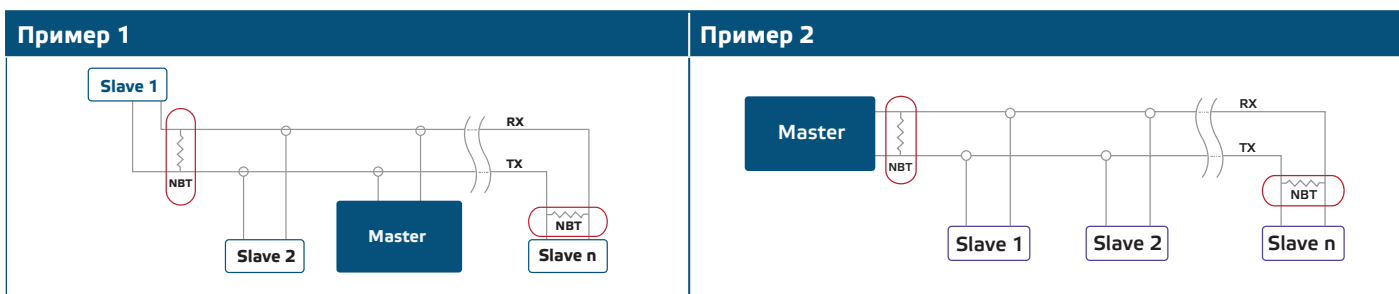 Пример 1
Slave 1
RX
TX
NBT
NBT
Slave 2
Master
Slave n
Пример 2
Master
RX
TX
NBT
NBT
Slave 1
Slave 2
Slave n